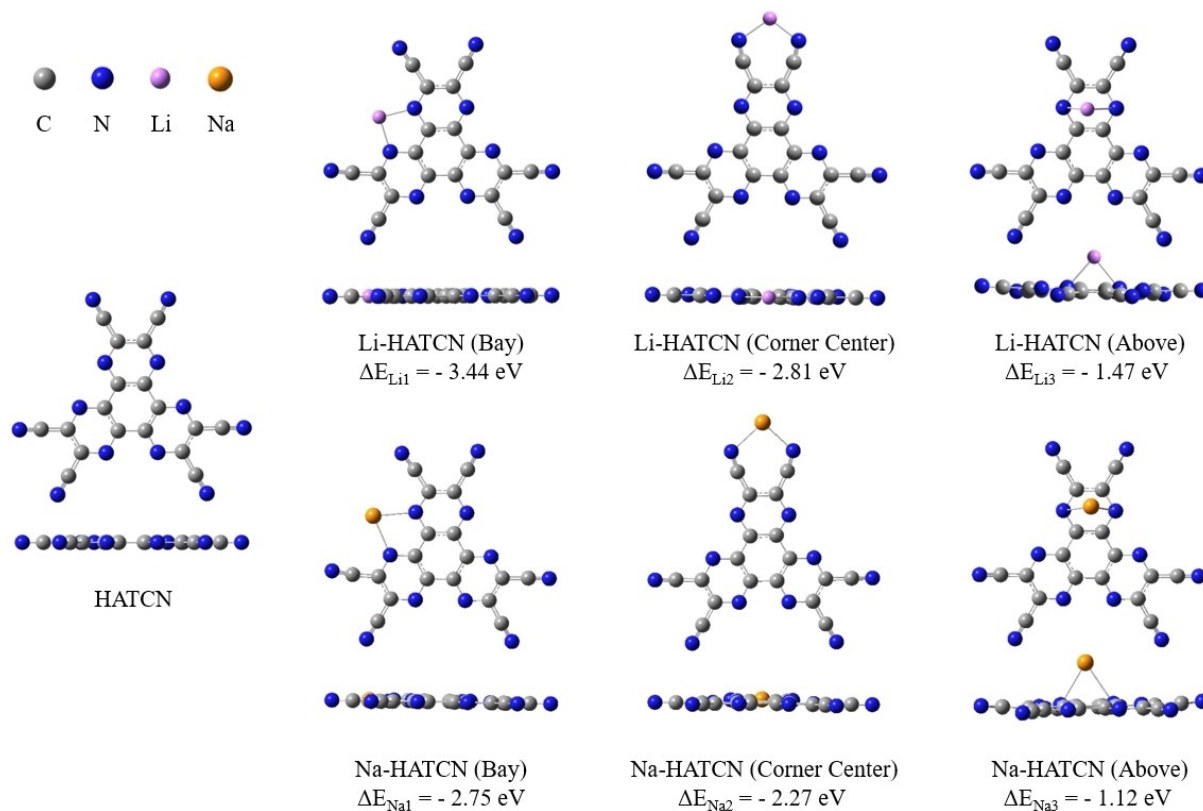 C N Li Na
HATCN
Li-HATCN (Bay)
ΔE_Li1 = - 3.44 eV
Li-HATCN (Corner Center)
ΔE_Li2 = - 2.81 eV
Li-HATCN (Above)
ΔE_Li3 = - 1.47 eV
Na-HATCN (Bay)
ΔE_Na1 = - 2.75 eV
Na-HATCN (Corner Center)
ΔE_Na2 = - 2.27 eV
Na-HATCN (Above)
ΔE_Na3 = - 1.12 eV